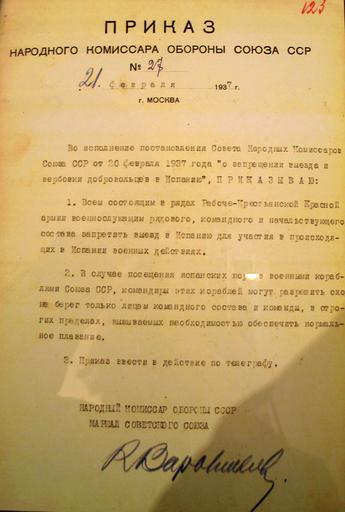 123
ПРИКАЗ
НАРОДНОГО КОМИССАРА ОБОРОНЫ СОЮЗА ССР
№ 27
21 февраля 1937 г.
г. МОСКВА
Во исполнение постановления Совета Народных Комиссаров
Союза ССР от 20 февраля 1937 года "о запрещении выезда и
вербовки добровольцев в Испанию", ПРИКАЗЫВАЮ:
1. Всем состоящим в рядах Рабоче-Крестьянской Красной
армии военнослужащим рядового, командного и начальствующего
состава запретить выезд в Испанию для участия в происходя-
щих в Испании военных действиях.
2. В случае посещения испанских военными кораб-
лями Союза ССР, командиры этих кораблей могут разрешить
на берег только лицам командного состава и команды, в стро-
гих пределах, вызываемых необходимостью обеспечить нормаль-
ное плавание.
3. Приказ ввести в действие по телеграфу.
НАРОДНЫЙ КОМИССАР ОБОРОНЫ СССР
МАРШАЛ СОВЕТСКОГО СОЮЗА
К Ворошилов